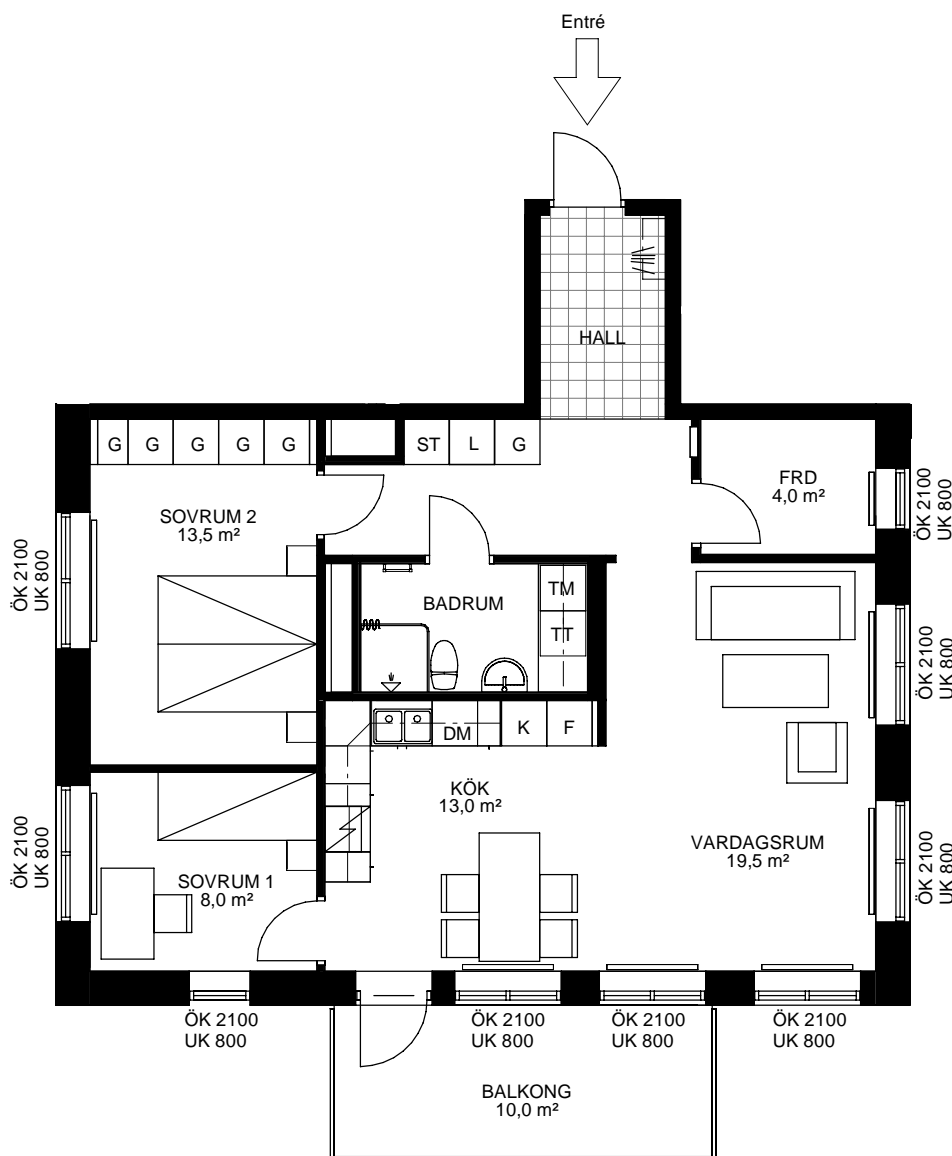 Entré
HALL
G
G
G
G
G
ST
L
G
FRD
4,0 m²
ÖK 2100
UK 800
SOVRUM 2
13,5 m²
ÖK 2100
UK 800
BADRUM
TM
TT
ÖK 2100
UK 800
DM
K
F
KÖK
13,0 m²
VARDAGSRUM
19,5 m²
ÖK 2100
UK 800
SOVRUM 1
8,0 m²
ÖK 2100
UK 800
ÖK 2100
UK 800
ÖK 2100
UK 800
ÖK 2100
UK 800
ÖK 2100
UK 800
BALKONG
10,0 m²